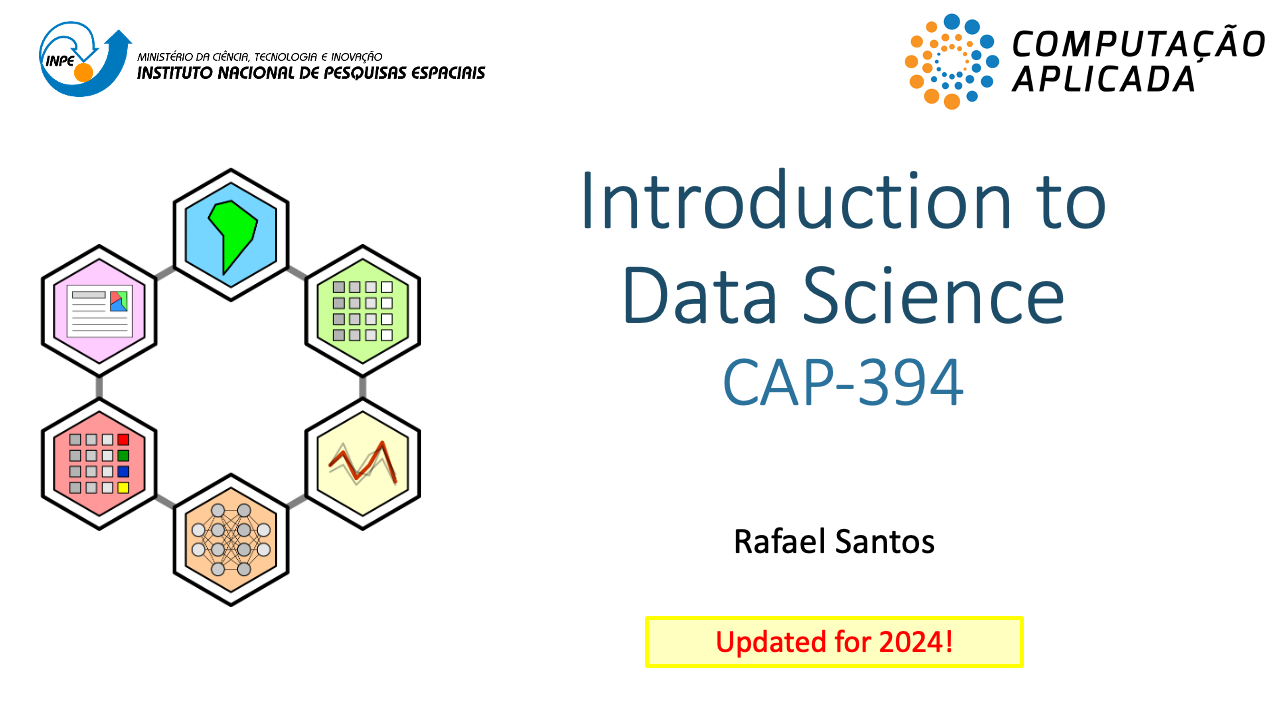 INPE
MINISTÉRIO DA CIÊNCIA, TECNOLOGIA E INOVAÇÃO
INSTITUTO NACIONAL DE PESQUISAS ESPACIAIS
COMPUTAÇÃO
APLICADA
Introduction to
Data Science
CAP-394
Rafael Santos
Updated for 2024!